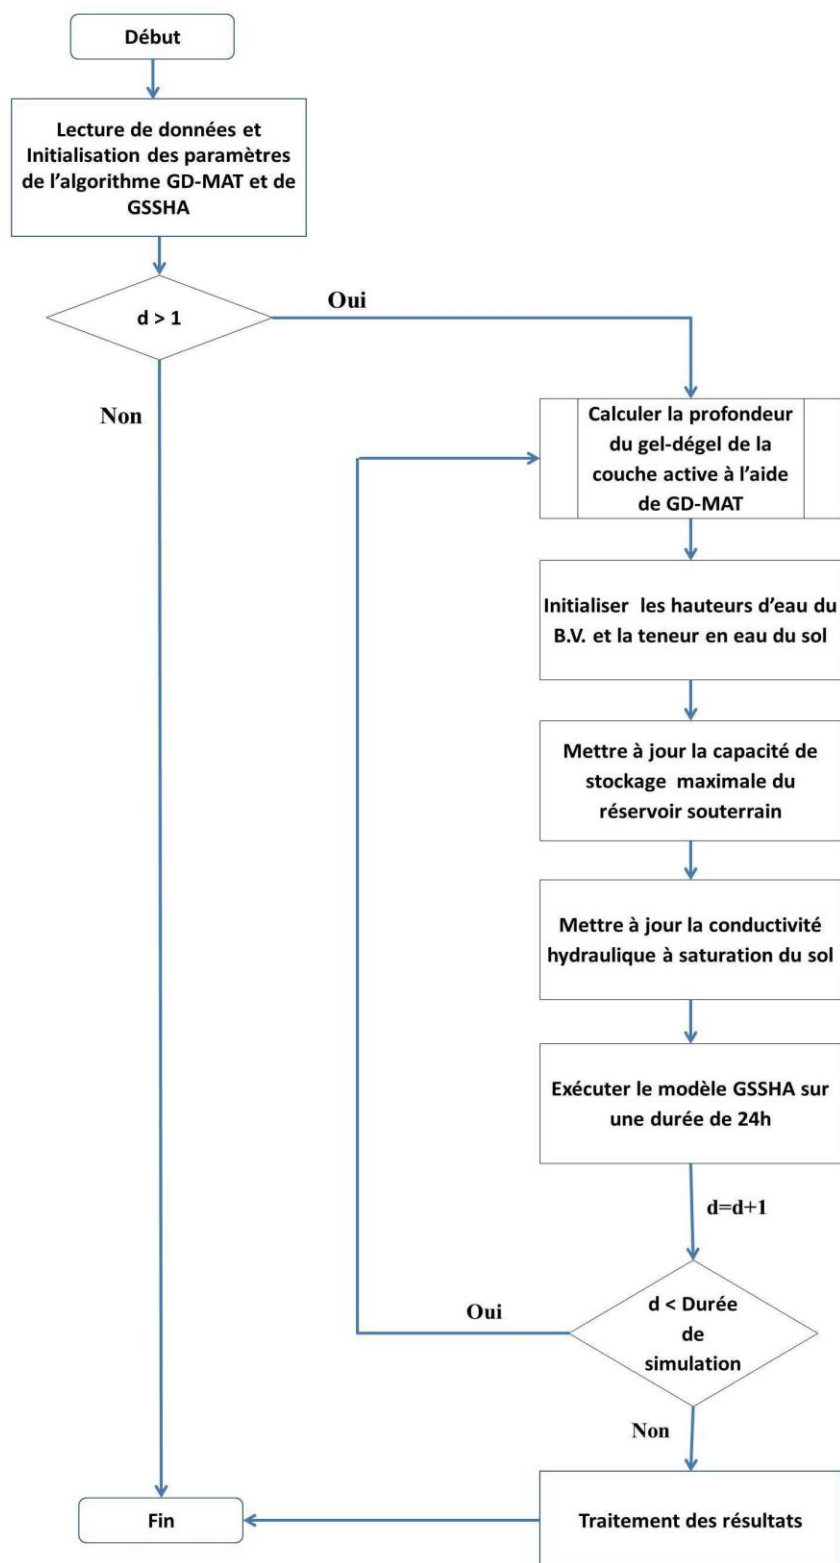 Début
Lecture de données et
Initialisation des paramètres
de l'algorithme GD-MAT et de
GSSHA
d > 1
Oui
Non
Calculer la profondeur
du gel-dégel de la
couche active à l'aide
de GD-MAT
Initialiser les hauteurs d'eau du
B.V. et la teneur en eau du sol
Mettre à jour la capacité de
stockage maximale du
réservoir souterrain
Mettre à jour la conductivité
hydraulique à saturation du sol
Exécuter le modèle GSSHA sur
une durée de 24h
d=d+1
d < Durée
de
simulation
Oui
Non
Traitement des résultats
Fin